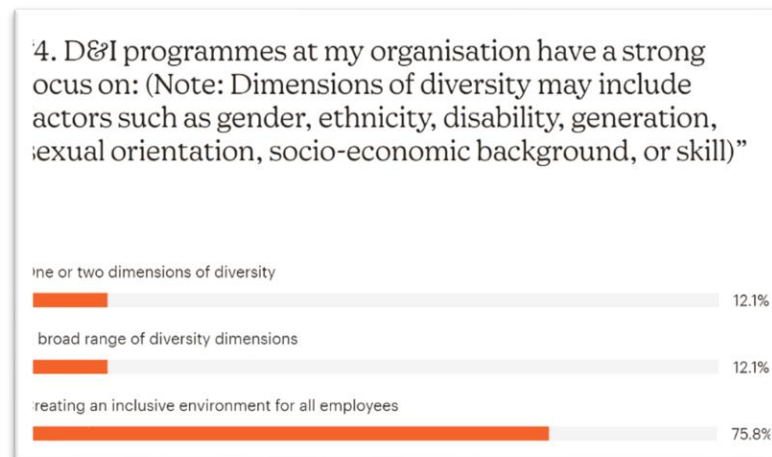 4. D&I programmes at my organisation have a strong
ocus on: (Note: Dimensions of diversity may include
actors such as gender, ethnicity, disability, generation,
sexual orientation, socio-economic background, or skill)”
ne or two dimensions of diversity
12.1%
broad range of diversity dimensions
12.1%
reating an inclusive environment for all employees
75.8%